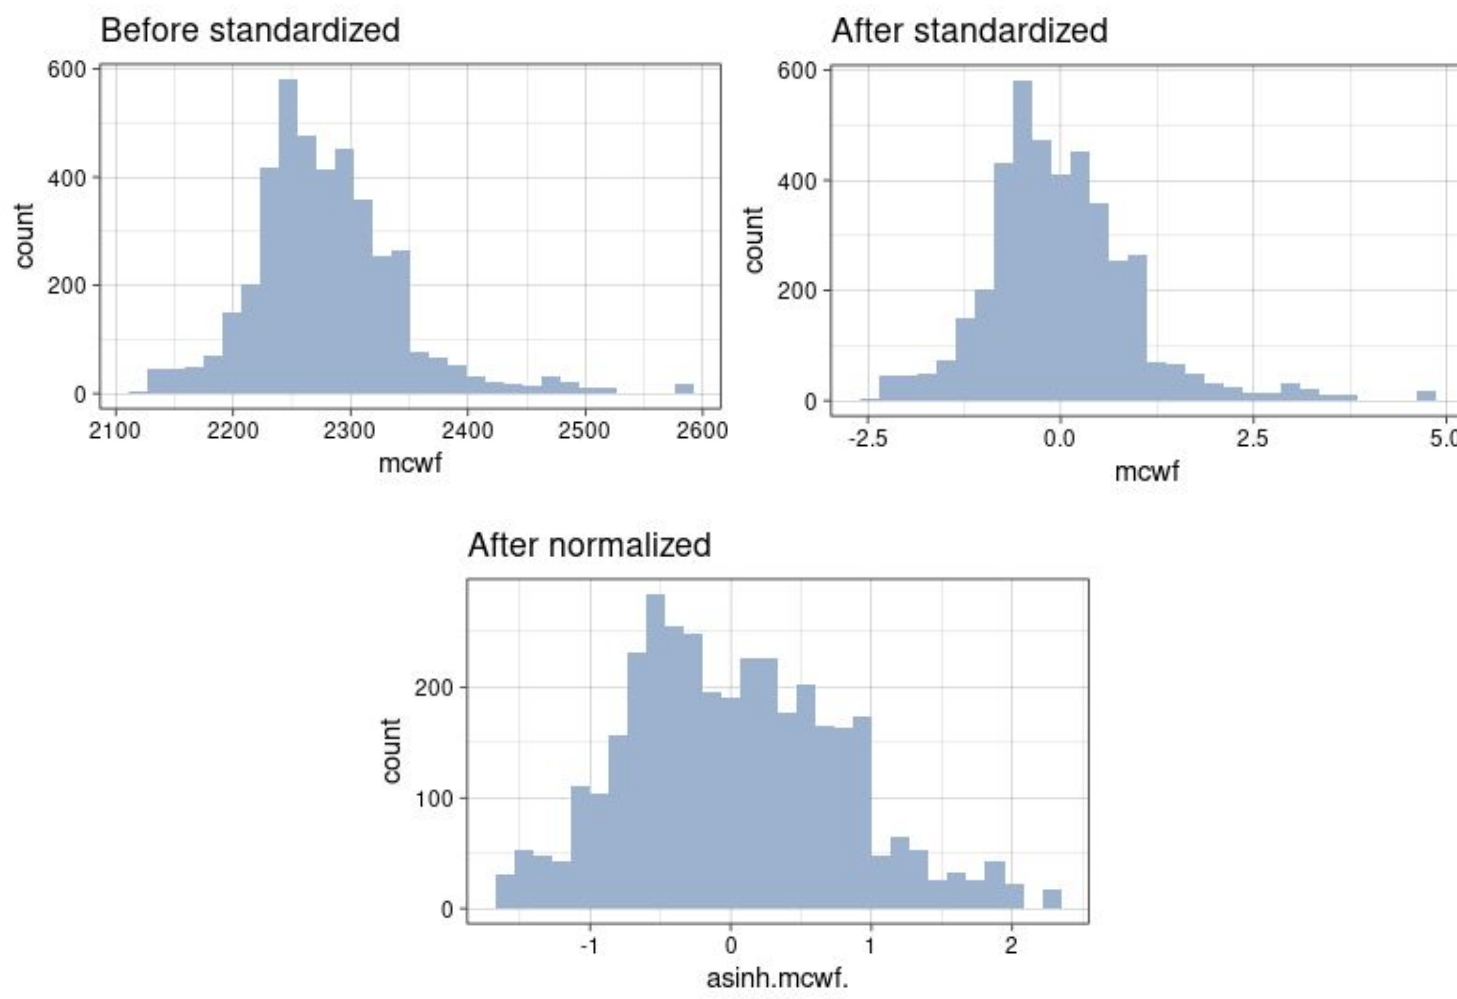 Before standardized
600
400
200
0
count
2100 2200 2300 2400 2500 2600
mcwf
After standardized
600
400
200
0
count
-2.5 0.0 2.5 5.0
mcwf
After normalized
200
100
0
count
-1 0 1 2
asinh.mcwf.